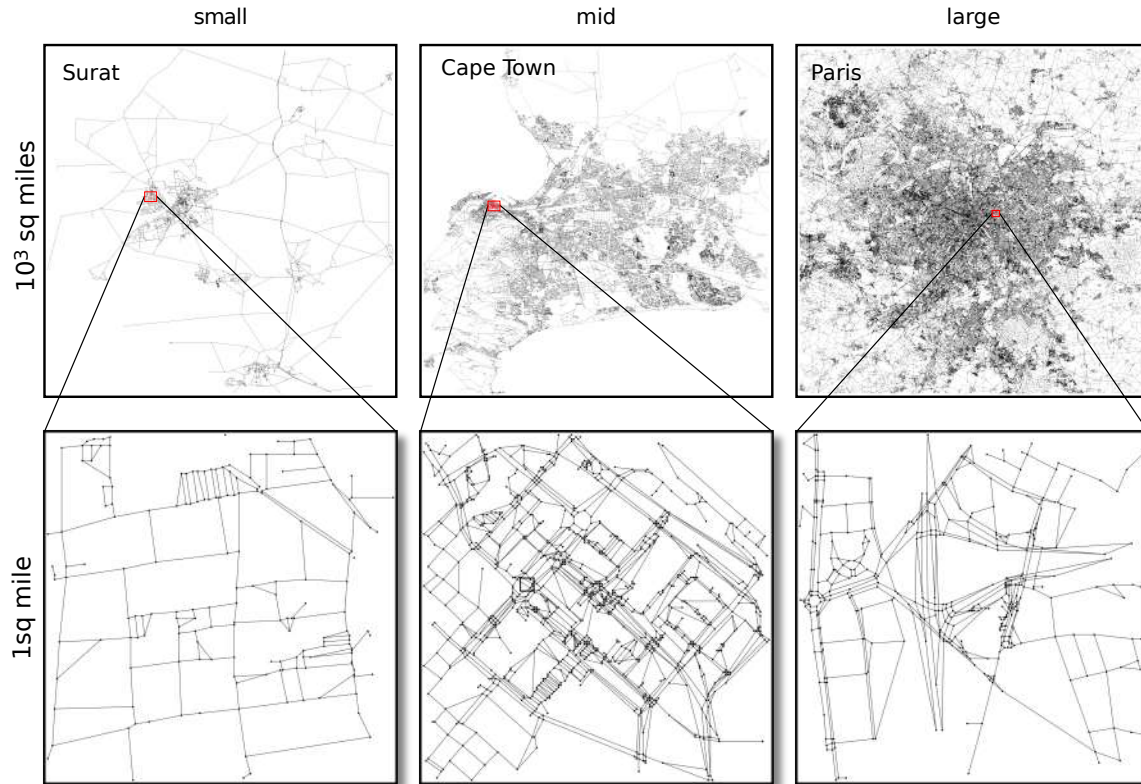 small
mid
large
Surat
Cape Town
Paris
10³ sq miles
1sq mile